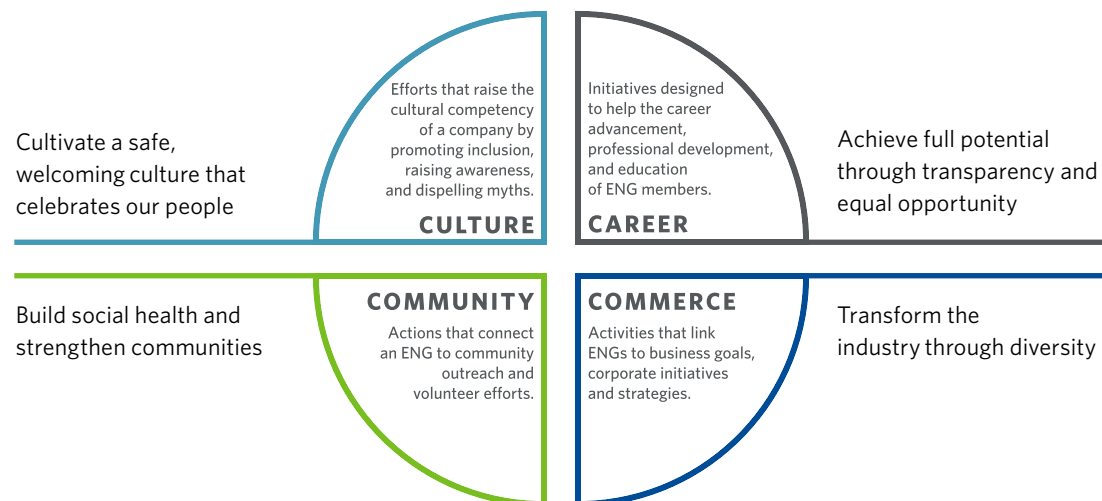 Cultivate a safe,
welcoming culture that
celebrates our people
Efforts that raise the
cultural competency
of a company by
promoting inclusion,
raising awareness,
and dispelling myths.
CULTURE
Initiatives designed
to help the career
advancement,
professional development,
and education
of ENG members.
CAREER
Achieve full potential
through transparency and
equal opportunity
Build social health and
strengthen communities
COMMUNITY
Actions that connect
an ENG to community
outreach and
volunteer efforts.
COMMERCE
Activities that link
ENGs to business goals,
corporate initiatives
and strategies.
Transform the
industry through diversity